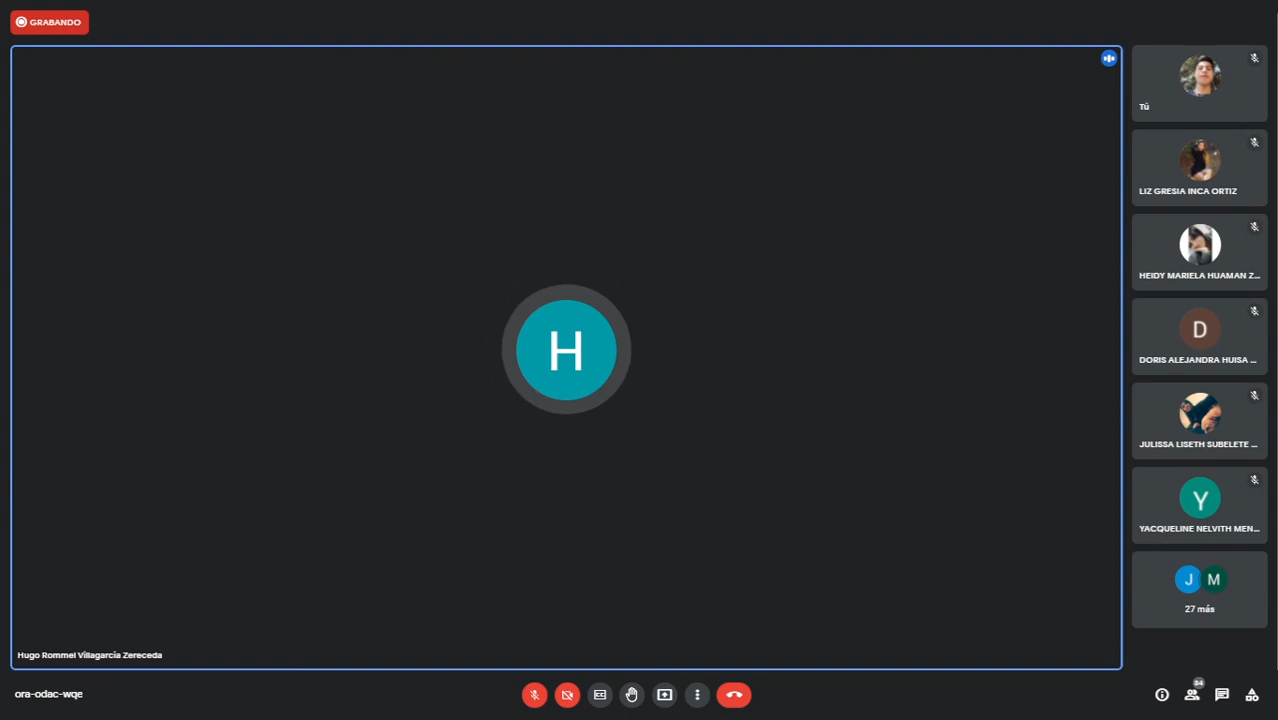 GRABANDO
H
Hugo Rommel Villagarcia Zereceda
Tú
LIZ GRESIA INCA ORTIZ
HEIDY MARIELA HUAMAN Z...
D
DORIS ALEJANDRA HUISA ...
JULISSA LISETH SUBELETE ...
Y
YACQUELINE NELVITH MEN...
J M
27 más
ora-odac-wqe
CC
34